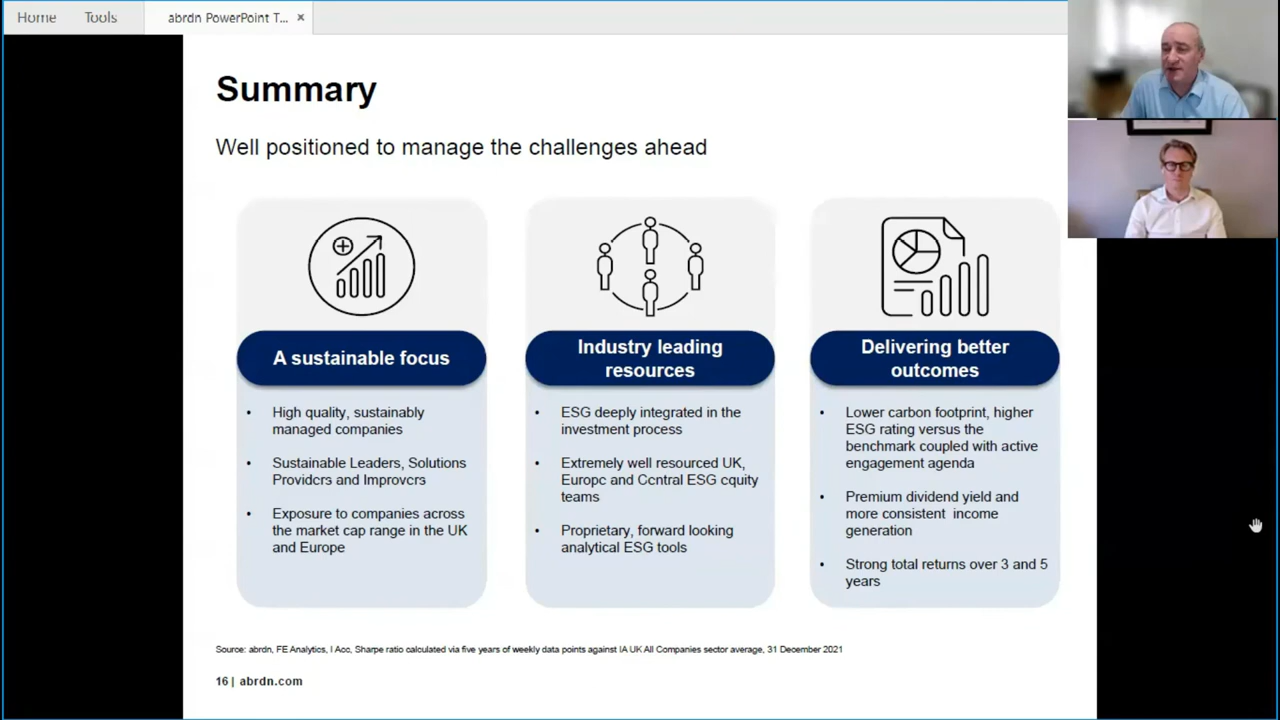 Home Tools abrdn PowerPoint T... ×
Summary
Well positioned to manage the challenges ahead
A sustainable focus
• High quality, sustainably
managed companies
• Sustainable Leaders, Solutions
Providers and Improvers
• Exposure to companies across
the market cap range in the UK
and Europe
Industry leading
resources
• ESG deeply integrated in the
investment process
• Extremely well resourced UK,
Europe and Central ESG equity
teams
• Proprietary, forward looking
analytical ESG tools
Delivering better
outcomes
• Lower carbon footprint, higher
ESG rating versus the
benchmark coupled with active
engagement agenda
• Premium dividend yield and
more consistent income
generation
• Strong total returns over 3 and 5
years
Source: abrdn, FE Analytics, I Acc, Sharpe ratio calculated via five years of weekly data points against IA UK All Companies sector average, 31 December 2021
16| abrdn.com